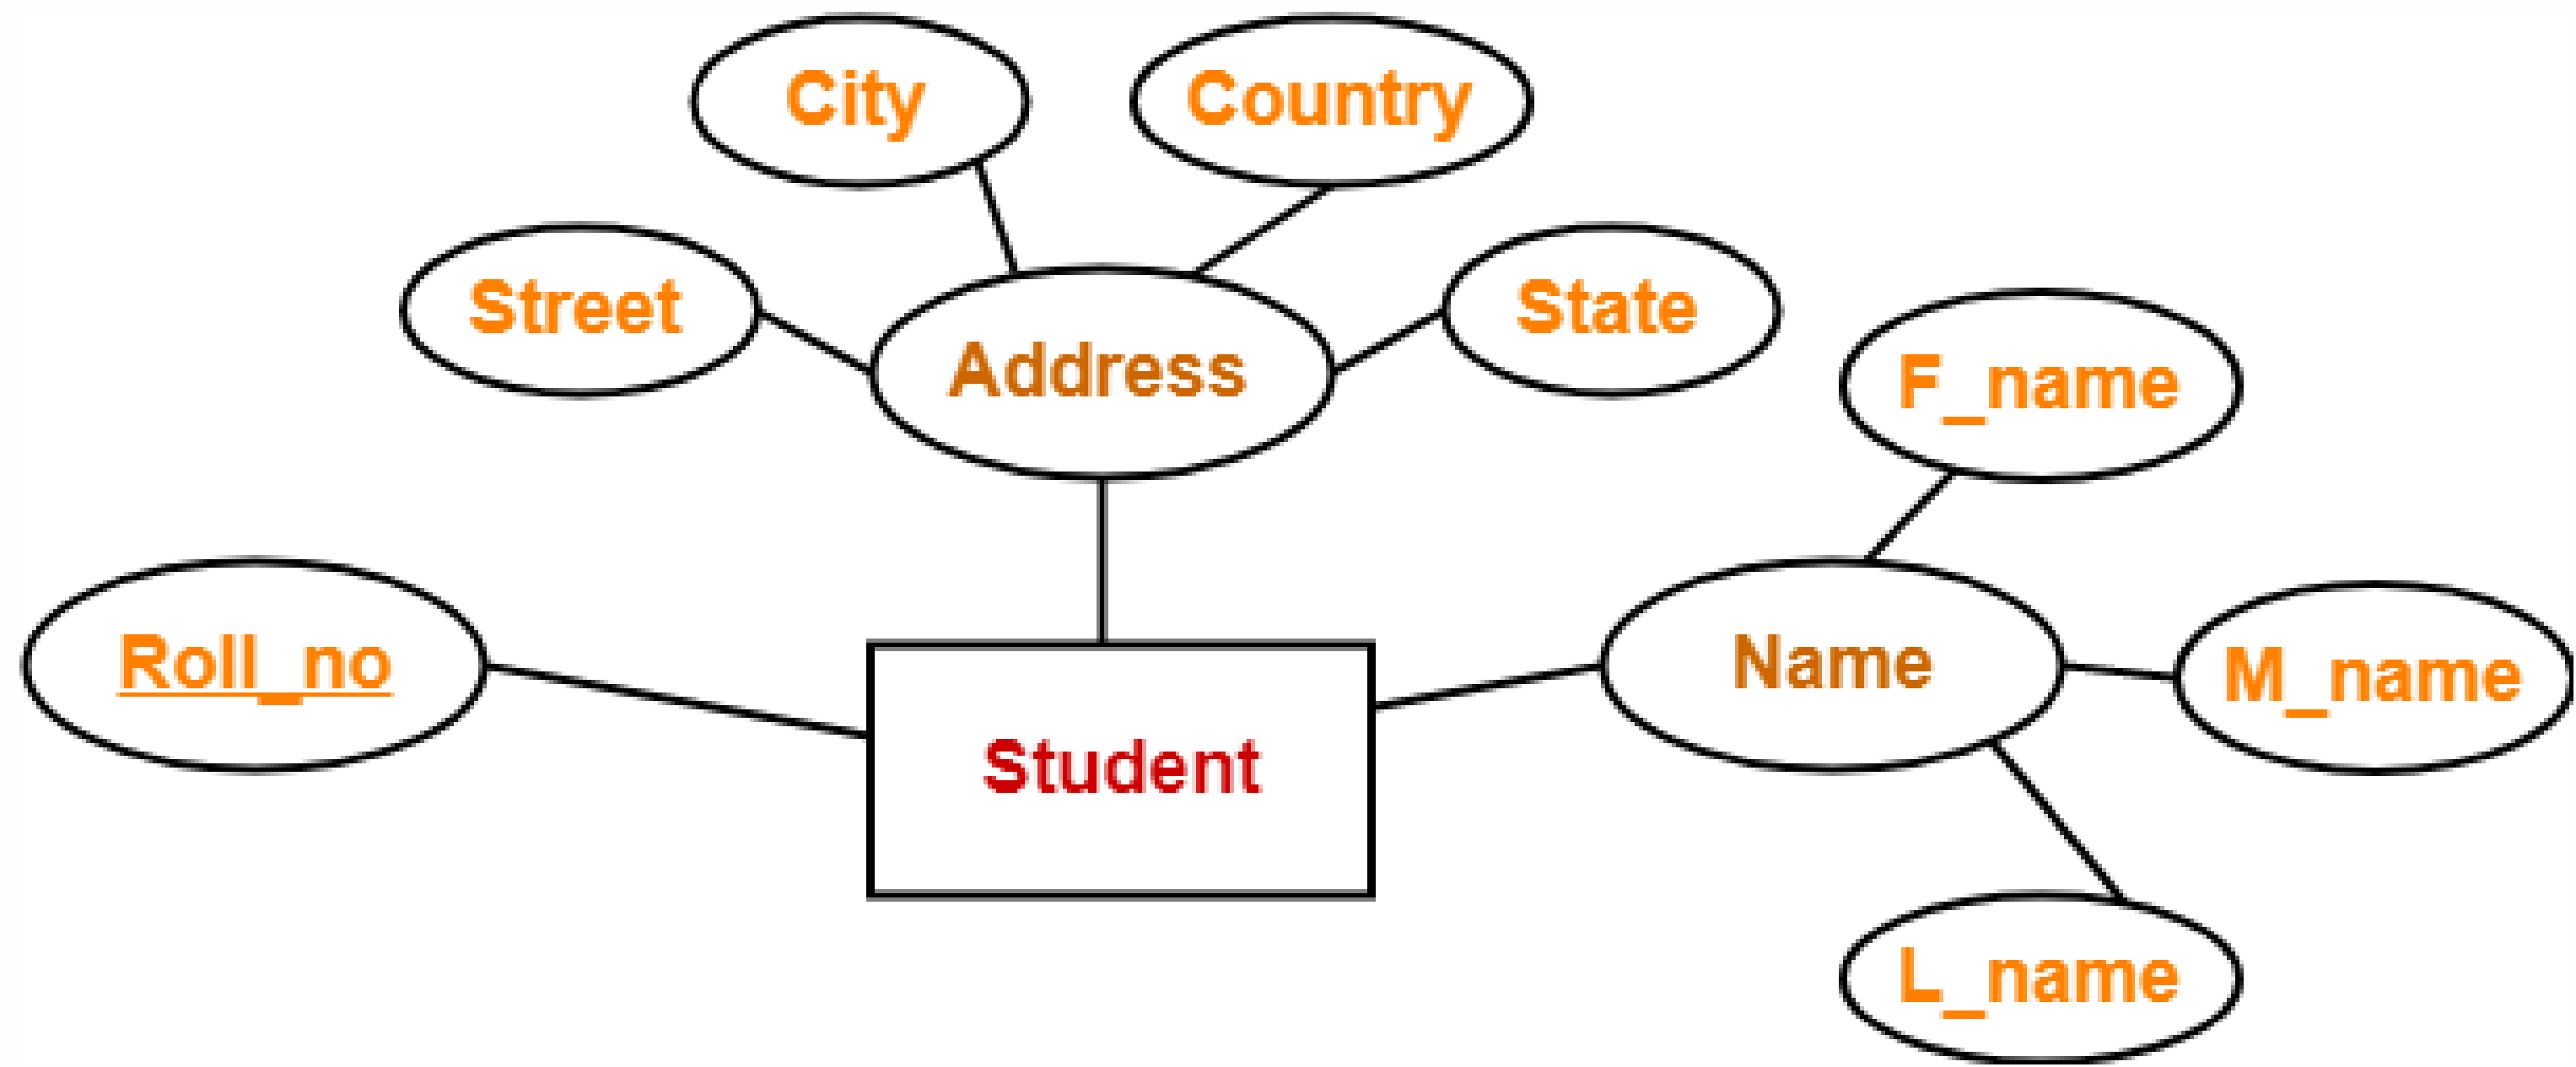 City
Country
Street
State
Address
F_name
Roll_no
Name
M_name
Student
L_name